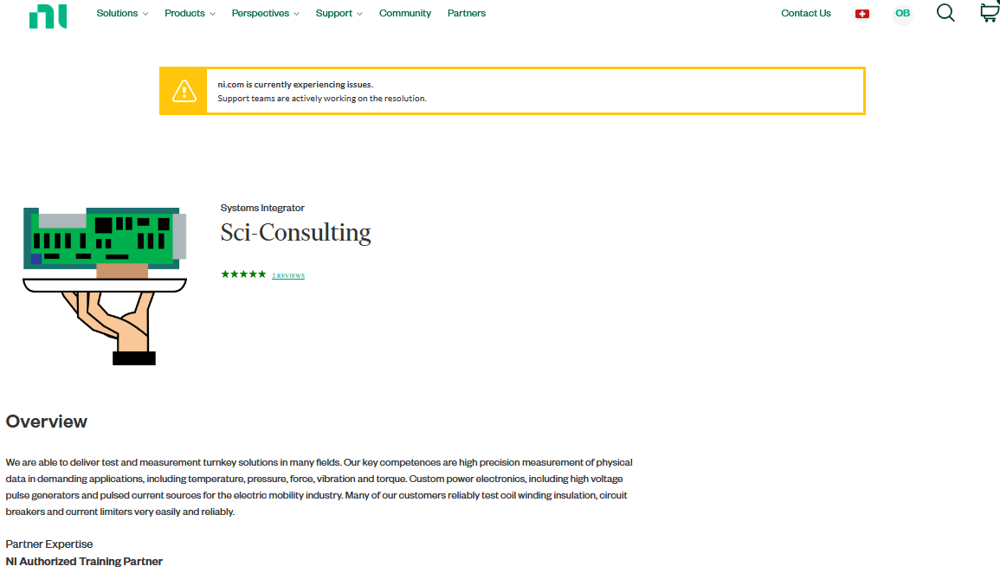 ni Solutions Products Perspectives Support Community Partners Contact Us OB
ni.com is currently experiencing issues.
Support teams are actively working on the resolution.
Systems Integrator
Sci-Consulting
2 REVIEWS
Overview
We are able to deliver test and measurement turnkey solutions in many fields. Our key competences are high precision measurement of physical
data in demanding applications, including temperature, pressure, force, vibration and torque. Custom power electronics, including high voltage
pulse generators and pulsed current sources for the electric mobility industry. Many of our customers reliably test coil winding insulation, circuit
breakers and current limiters very easily and reliably.
Partner Expertise
NI Authorized Training Partner